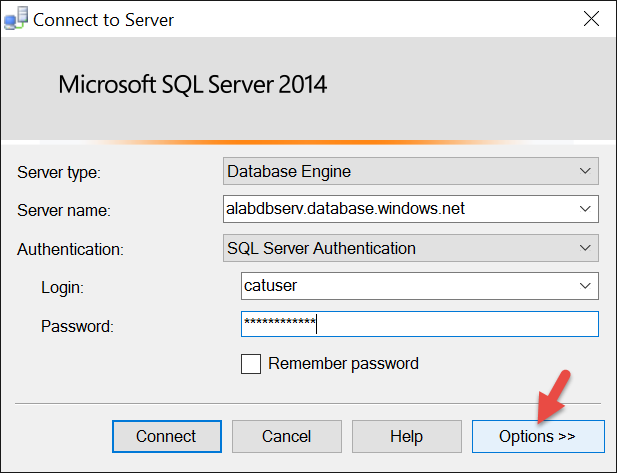 Connect to Server
Microsoft SQL Server 2014
Server type: Database Engine
Server name: alabdbserv.database.windows.net
Authentication: SQL Server Authentication
Login: catuser
Password: ************
Remember password
Connect Cancel Help Options >>